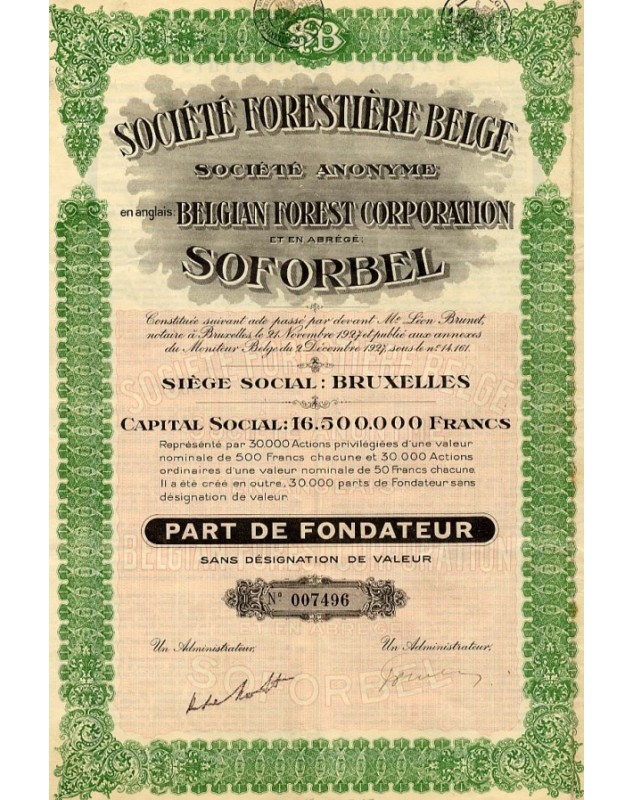 SFB
SOCIÉTÉ FORESTIÈRE BELGE
SOCIÉTÉ ANONYME
en anglais: BELGIAN FOREST CORPORATION
ET EN ABRÉGÉ:
SOFORBEL
Constituée suivant acte passé par devant Me Léon Brunet,
notaire à Bruxelles, le 21 Novembre 1927 et publié aux annexes
du Moniteur Belge du 2 Décembre 1927, sous le no 14.161.
SIÈGE SOCIAL: BRUXELLES
CAPITAL SOCIAL: 16.500.000 FRANCS
Représenté par 30.000 Actions privilégiées d'une valeur
nominale de 500 Francs chacune et 30.000 Actions
ordinaires d'une valeur nominale de 50 Francs chacune.
Il a été créé en outre, 30.000 parts de Fondateur sans
désignation de valeur.
PART DE FONDATEUR
SANS DÉSIGNATION DE VALEUR
No 007496
Un Administrateur, Un Administrateur,
SOFORBEL